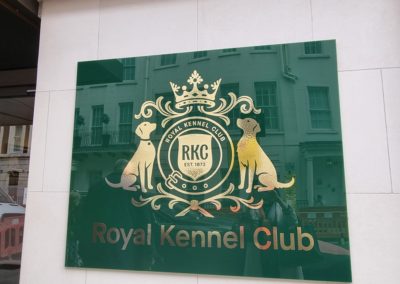 ROYAL KENNEL CLUB
RKC
EST. 1873
Royal Kennel Club